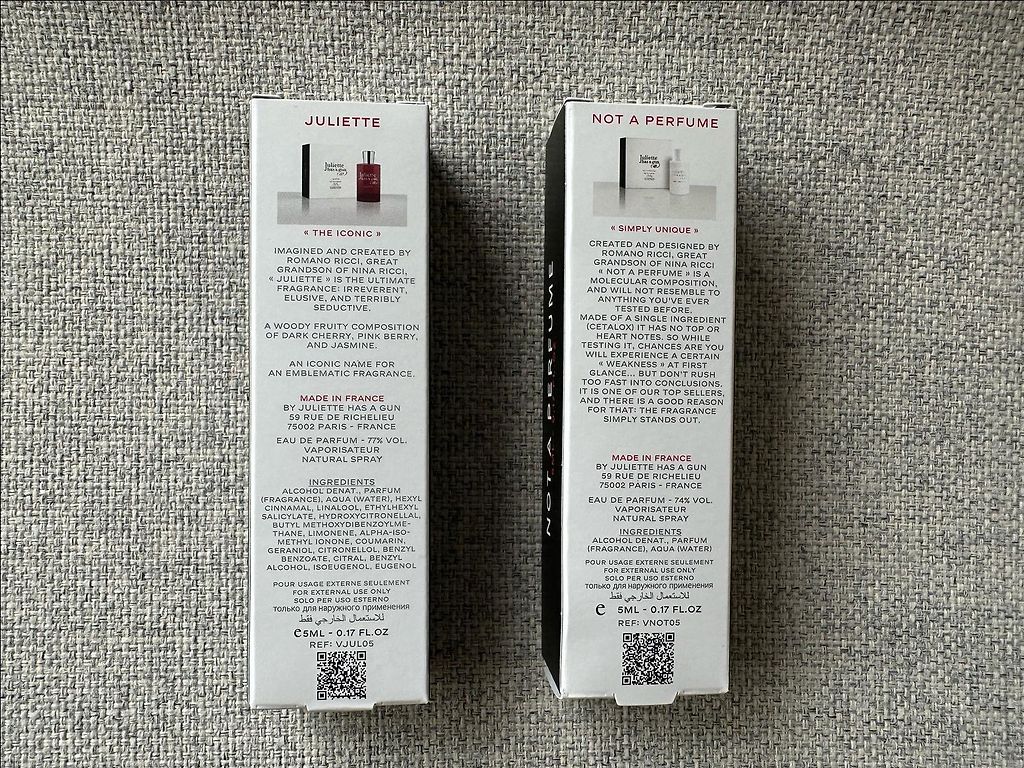 JULIETTE
Juliette
has a gun
« THE ICONIC »
IMAGINED AND CREATED BY
ROMANO RICCI, GREAT
GRANDSON OF NINA RICCI,
« JULIETTE » IS THE ULTIMATE
FRAGRANCE: IRREVERENT,
ELUSIVE, AND TERRIBLY
SEDUCTIVE.
A WOODY FRUITY COMPOSITION
OF DARK CHERRY, PINK BERRY,
AND JASMINE.
AN ICONIC NAME FOR
AN EMBLEMATIC FRAGRANCE.
MADE IN FRANCE
BY JULIETTE HAS A GUN
59 RUE DE RICHELIEU
75002 PARIS - FRANCE
EAU DE PARFUM - 77% VOL.
VAPORISATEUR
NATURAL SPRAY
INGREDIENTS
ALCOHOL DENAT., PARFUM
(FRAGRANCE), AQUA (WATER), HEXYL
CINNAMAL, LINALOOL, ETHYLHEXYL
SALICYLATE, HYDROXYCITRONELLAL,
BUTYL METHOXYDIBENZOYLME-
THANE, LIMONENE, ALPHA-ISO-
METHYL IONONE, COUMARIN,
GERANIOL, CITRONELLOL, BENZYL
BENZOATE, CITRAL, BENZYL
ALCOHOL, ISOEUGENOL, EUGENOL
POUR USAGE EXTERNE SEULEMENT
FOR EXTERNAL USE ONLY
SOLO PER USO ESTERNO
только для наружного применения
للاستعمال الخارجي فقط
℮5ML - 0.17 FL.OZ
REF: VJUL05
NOT A PERFUME
NOT A PERFUME
Juliette
has a gun
« SIMPLY UNIQUE »
CREATED AND DESIGNED BY
ROMANO RICCI, GREAT
GRANDSON OF NINA RICCI
« NOT A PERFUME » IS A
MOLECULAR COMPOSITION,
AND WILL NOT RESEMBLE TO
ANYTHING YOU'VE EVER
TESTED BEFORE.
MADE OF A SINGLE INGREDIENT
(CETALOX) IT HAS NO TOP OR
HEART NOTES. SO WHILE
TESTING IT, CHANCES ARE YOU
WILL EXPERIENCE A CERTAIN
« WEAKNESS » AT FIRST
GLANCE... BUT DON'T RUSH
TOO FAST INTO CONCLUSIONS.
IT IS ONE OF OUR TOP SELLERS,
AND THERE IS A GOOD REASON
FOR THAT: THE FRAGRANCE
SIMPLY STANDS OUT.
MADE IN FRANCE
BY JULIETTE HAS A GUN
59 RUE DE RICHELIEU
75002 PARIS - FRANCE
EAU DE PARFUM - 74% VOL.
VAPORISATEUR
NATURAL SPRAY
INGREDIENTS
ALCOHOL DENAT., PARFUM
(FRAGRANCE), AQUA (WATER)
POUR USAGE EXTERNE SEULEMENT
FOR EXTERNAL USE ONLY
SOLO PER USO ESTERNO
только для наружного применения
للاستعمال الخارجي فقط
℮ 5ML - 0.17 FL.OZ
REF: VNOT05